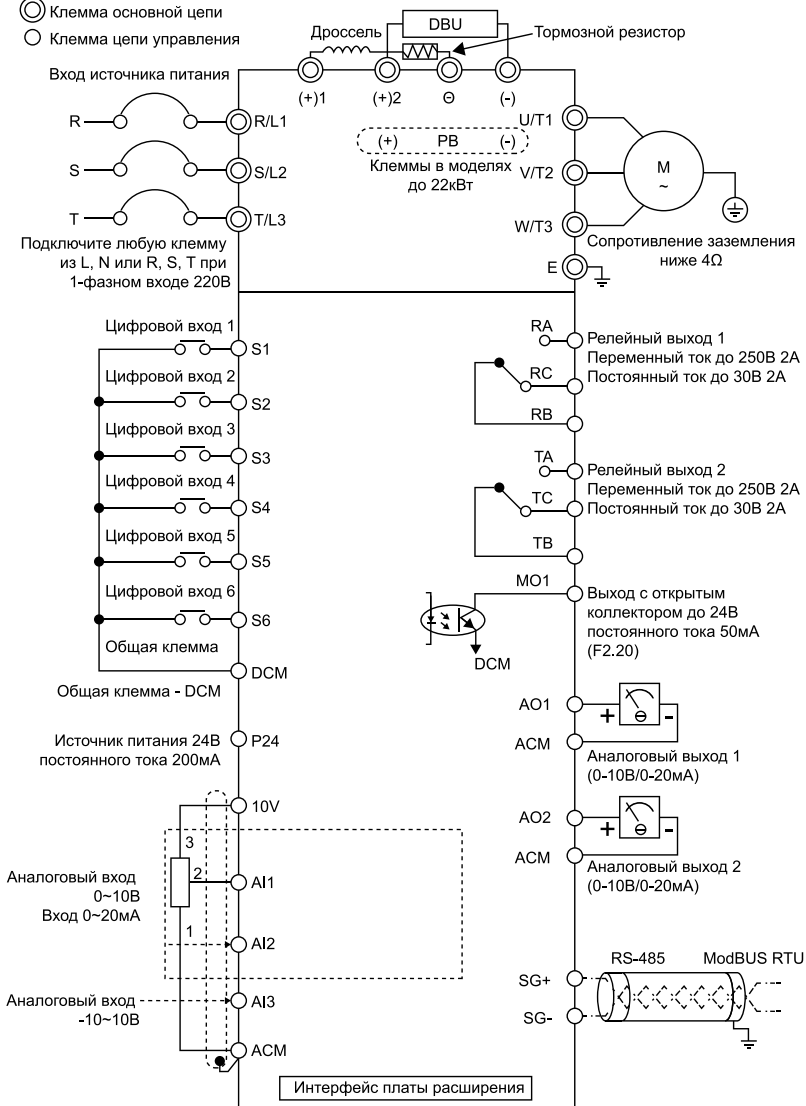 Клемма основной цепи
Клемма цепи управления
DBU
Дроссель
Тормозной резистор
Вход источника питания
(+)1
(+)2
Θ
(-)
R
R/L1
S
S/L2
T
T/L3
(+) PB (-)
Клеммы в моделях
до 22кВт
U/T1
V/T2
W/T3
M
~
E
Сопротивление заземления
ниже 4Ω
Подключите любую клемму
из L, N или R, S, T при
1-фазном входе 220В
Цифровой вход 1
S1
Цифровой вход 2
S2
Цифровой вход 3
S3
Цифровой вход 4
S4
Цифровой вход 5
S5
Цифровой вход 6
S6
Общая клемма
DCM
Общая клемма - DCM
Источник питания 24В
постоянного тока 200мА
P24
10V
3
2
1
Аналоговый вход
0~10В
Вход 0~20мА
AI1
AI2
Аналоговый вход
-10~10В
AI3
ACM
RA
RC
RB
Релейный выход 1
Переменный ток до 250В 2А
Постоянный ток до 30В 2А
TA
TC
TB
Релейный выход 2
Переменный ток до 250В 2А
Постоянный ток до 30В 2А
MO1
DCM
Выход с открытым
коллектором до 24В
постоянного тока 50мА
(F2.20)
AO1
+ -
ACM
Аналоговый выход 1
(0-10В/0-20мА)
AO2
+ -
ACM
Аналоговый выход 2
(0-10В/0-20мА)
RS-485
ModBUS RTU
SG+
SG-
Интерфейс платы расширения